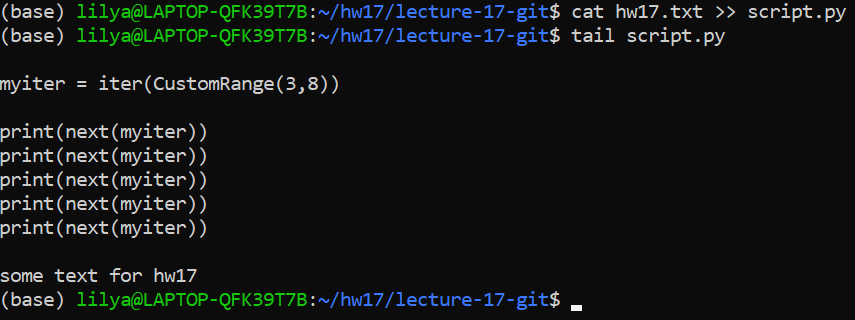 (base) lilya@LAPTOP-QFK39T7B:~/hw17/lecture-17-git$ cat hw17.txt >> script.py
(base) lilya@LAPTOP-QFK39T7B:~/hw17/lecture-17-git$ tail script.py
myiter = iter(CustomRange(3,8))
print(next(myiter))
print(next(myiter))
print(next(myiter))
print(next(myiter))
print(next(myiter))
some text for hw17
(base) lilya@LAPTOP-QFK39T7B:~/hw17/lecture-17-git$